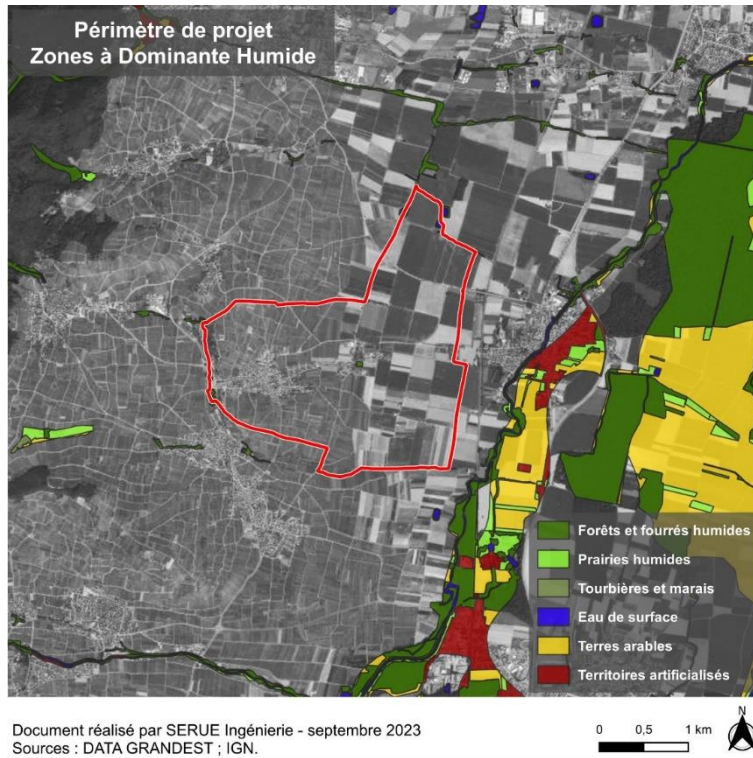 Périmètre de projet
Zones à Dominante Humide
Forêts et fourrés humides
Prairies humides
Tourbières et marais
Eau de surface
Terres arables
Territoires artificialisés
Document réalisé par SERUE Ingénierie - septembre 2023
Sources : DATA GRANDEST ; IGN.
0 0,5 1 km
N